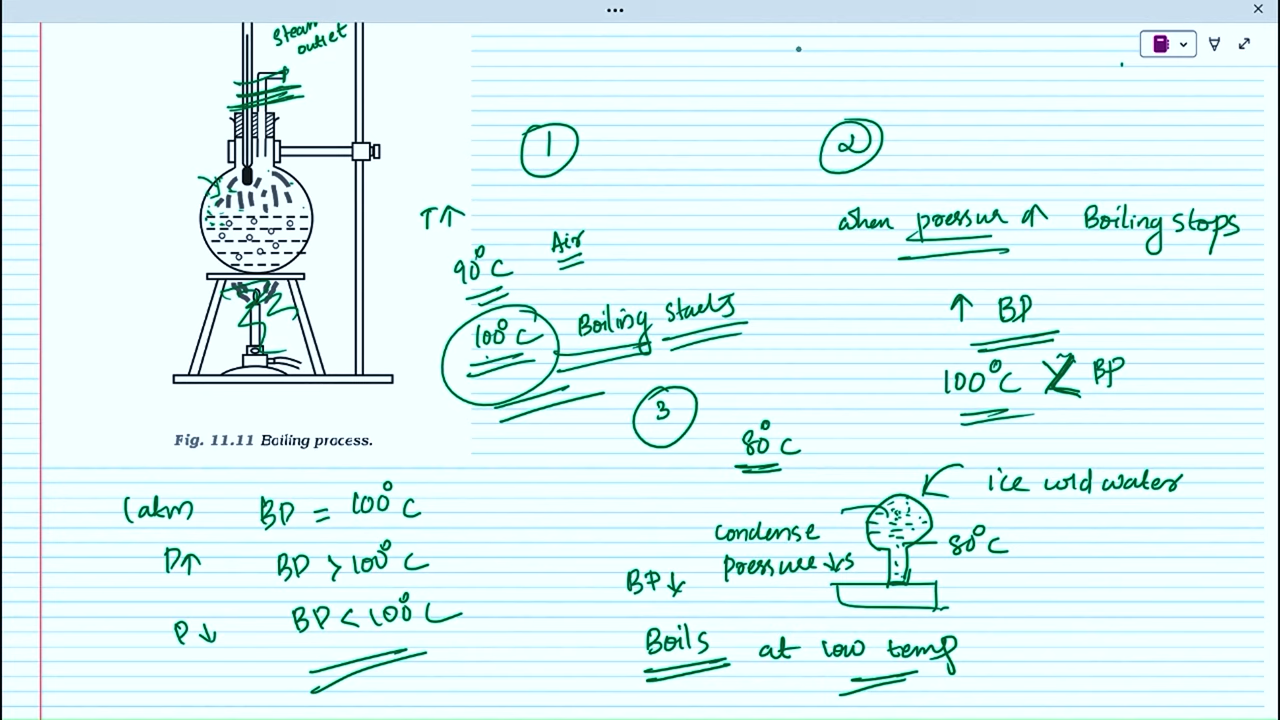 steam
outlet
1
2
↑↑
Air
90°C
100°C Boiling starts
when pressure ↑ Boiling stops
↑ BP
100°C BP
3
80°C
Fig. 11.11 Boiling process.
1 atm BP = 100°C
P↑ BP > 100°C
P↓ BP < 100°C
ice cold water
condense
80°C
pressure ↓s
BP↓
Boils at low temp